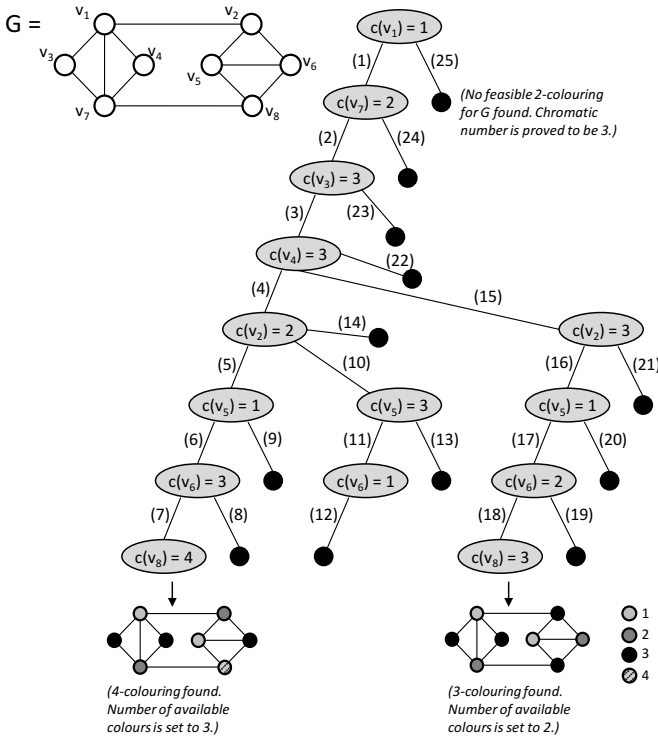 G =
v1
v2
v3
v4
v5
v6
v7
v8
c(v1) = 1
(1)
(25)
(No feasible 2-colouring
for G found. Chromatic
number is proved to be 3.)
c(v7) = 2
(2)
(24)
c(v3) = 3
(3)
(23)
c(v4) = 3
(22)
(4)
(15)
c(v2) = 2
(14)
c(v2) = 3
(5)
(10)
(16)
(21)
c(v5) = 1
c(v5) = 3
c(v5) = 1
(6)
(9)
(11)
(13)
(17)
(20)
c(v6) = 3
c(v6) = 1
c(v6) = 2
(7)
(8)
(12)
(18)
(19)
c(v8) = 4
c(v8) = 3
1
2
3
4
(4-colouring found.
Number of available
colours is set to 3.)
(3-colouring found.
Number of available
colours is set to 2.)